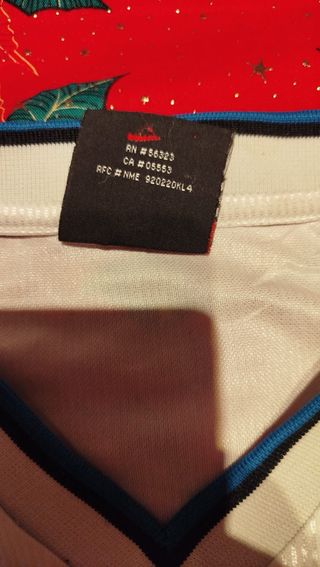 RN # 56323
CA # 05553
RFC # NME 920220KL4